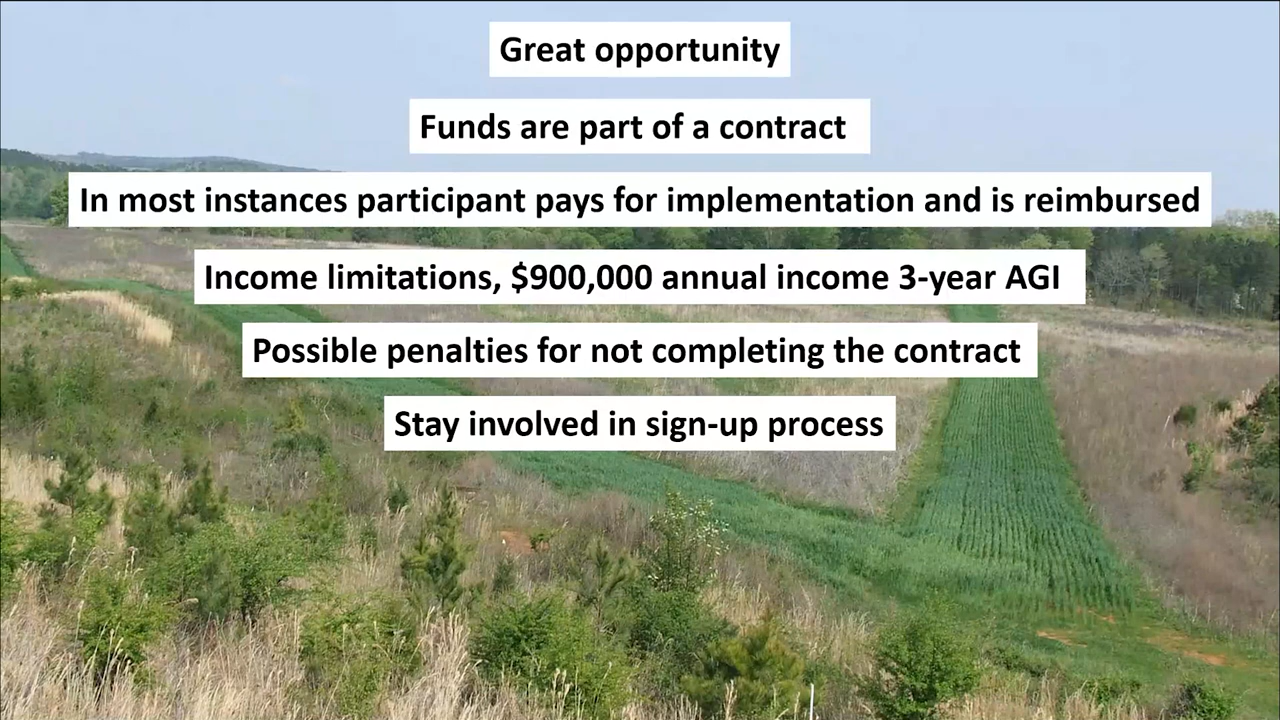 Great opportunity
Funds are part of a contract
In most instances participant pays for implementation and is reimbursed
Income limitations, $900,000 annual income 3-year AGI
Possible penalties for not completing the contract
Stay involved in sign-up process